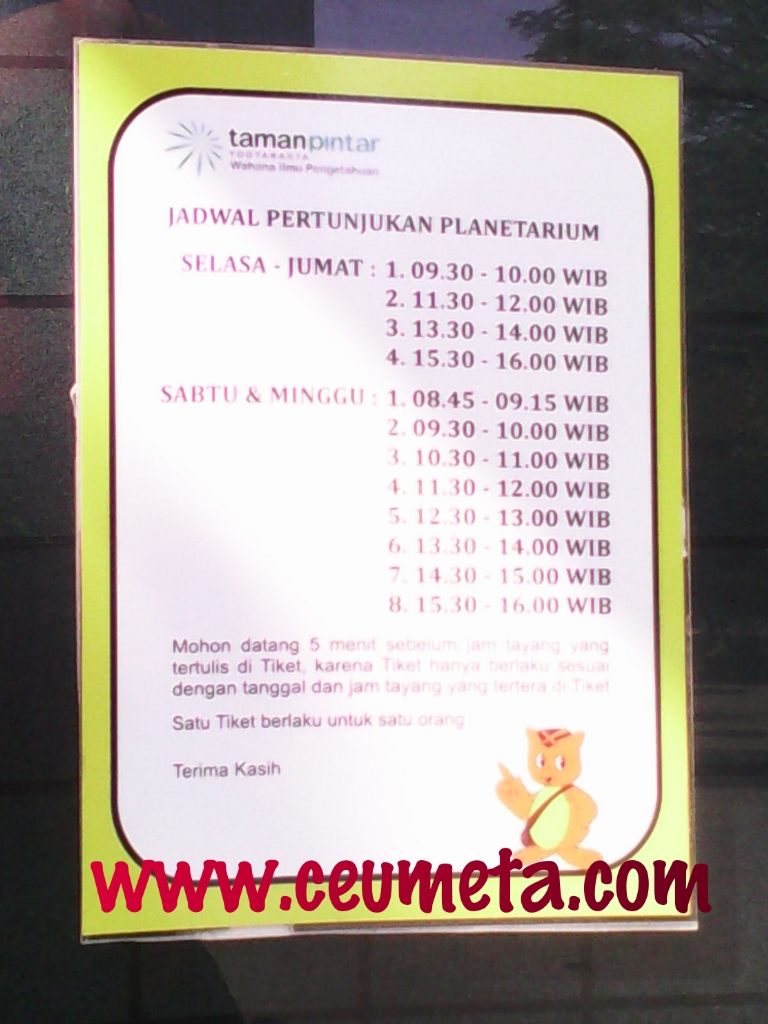 tamanpintar
YOGYAKARTA
Wahana Ilmu Pengetahuan
JADWAL PERTUNJUKAN PLANETARIUM
SELASA - JUMAT : 1. 09.30 - 10.00 WIB
2. 11.30 - 12.00 WIB
3. 13.30 - 14.00 WIB
4. 15.30 - 16.00 WIB
SABTU & MINGGU : 1. 08.45 - 09.15 WIB
2. 09.30 - 10.00 WIB
3. 10.30 - 11.00 WIB
4. 11.30 - 12.00 WIB
5. 12.30 - 13.00 WIB
6. 13.30 - 14.00 WIB
7. 14.30 - 15.00 WIB
8. 15.30 - 16.00 WIB
Mohon datang 5 menit sebelum jam tayang yang
tertulis di Tiket, karena Tiket hanya berlaku sesuai
dengan tanggal dan jam tayang yang tertera di Tiket
Satu Tiket berlaku untuk satu orang
Terima Kasih
www.ceumeta.com